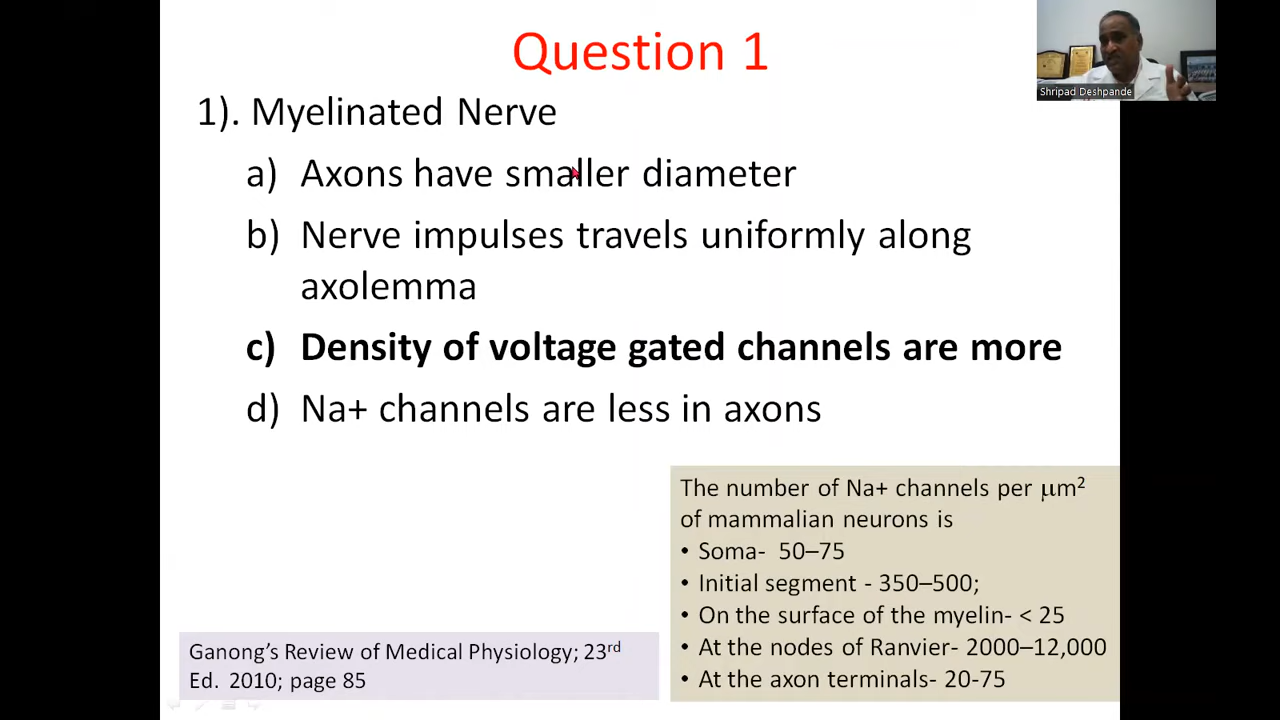 Question 1
Shripad Deshpande
1). Myelinated Nerve
a) Axons have smaller diameter
b) Nerve impulses travels uniformly along
axolemma
c) Density of voltage gated channels are more
d) Na+ channels are less in axons
The number of Na+ channels per μm²
of mammalian neurons is
• Soma- 50–75
• Initial segment - 350–500;
• On the surface of the myelin- < 25
• At the nodes of Ranvier- 2000–12,000
• At the axon terminals- 20-75
Ganong's Review of Medical Physiology; 23rd
Ed. 2010; page 85